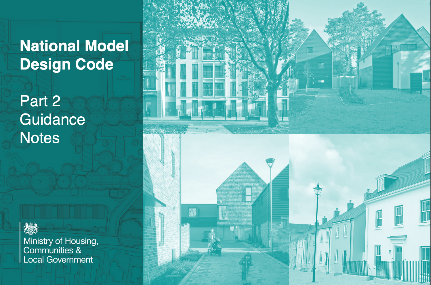 National Model
Design Code
Part 2
Guidance
Notes
Ministry of Housing,
Communities &
Local Government